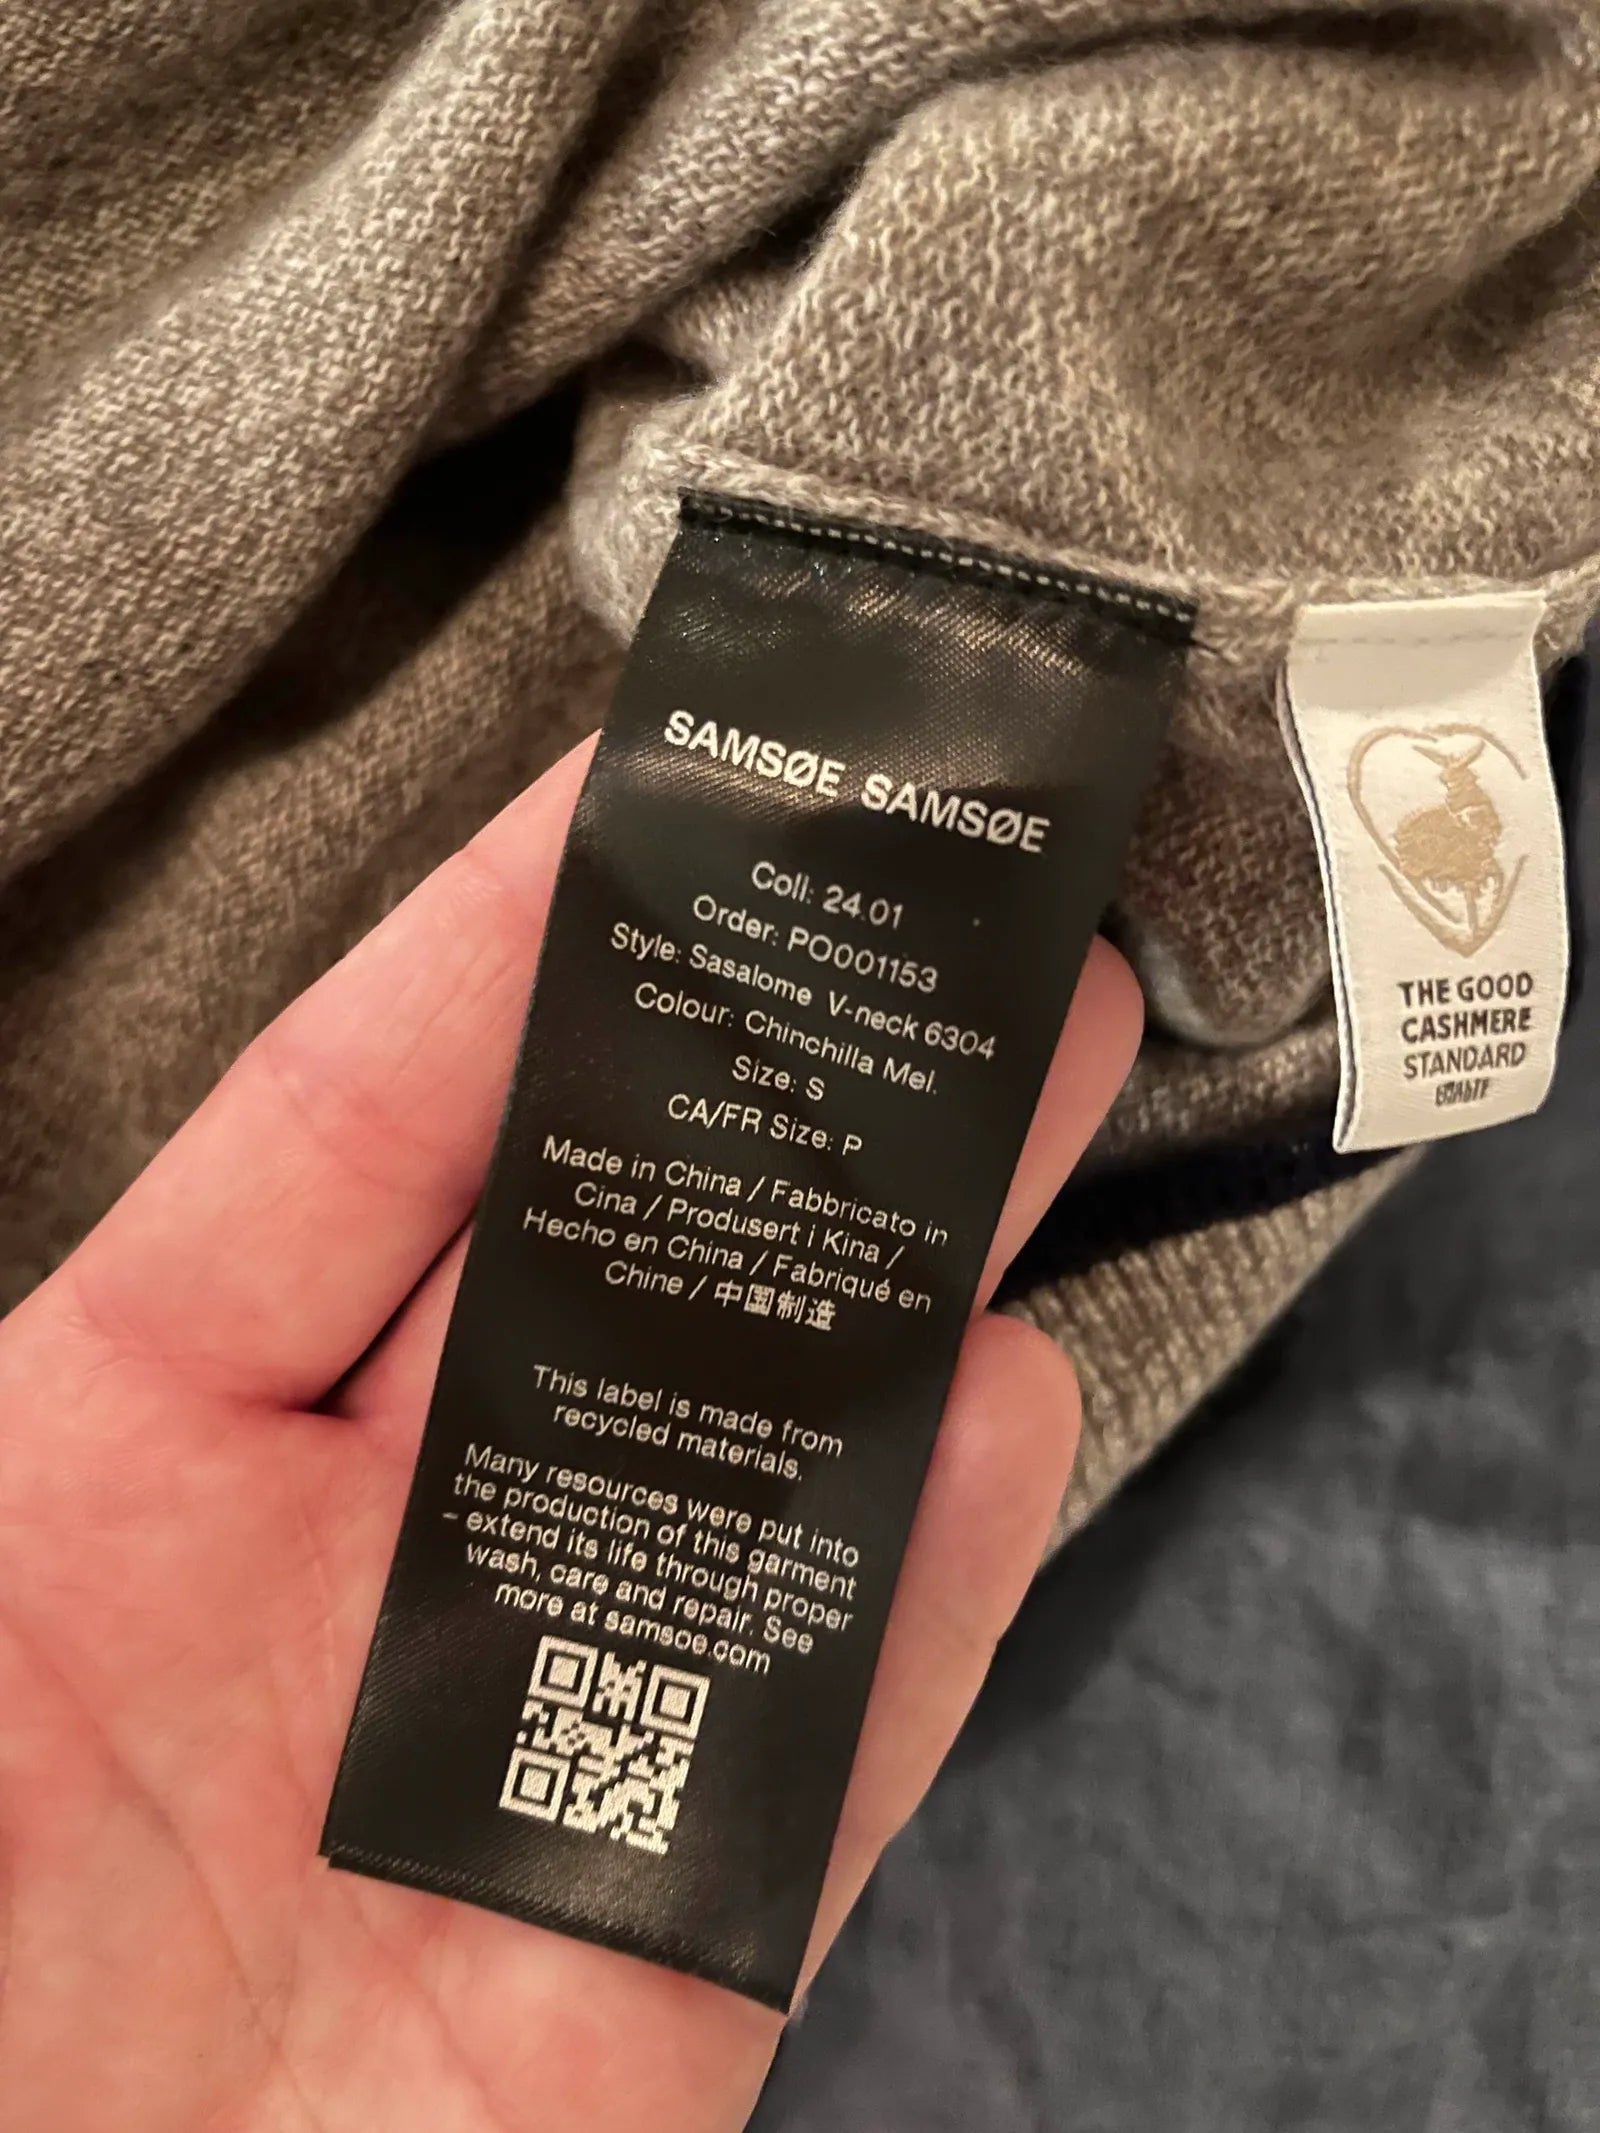 SAMSØE SAMSØE
Coll: 24.01
Order: PO001153
Style: Sasalome V-neck 6304
Colour: Chinchilla Mel.
Size: S
CA/FR Size: P
Made in China / Fabbricato in
Cina / Produsert i Kina /
Hecho en China / Fabriqué en
Chine / 中国制造
This label is made from
recycled materials.
Many resources were put into
the production of this garment
- extend its life through proper
wash, care and repair. See
more at samsoe.com
THE GOOD
CASHMERE
STANDARD